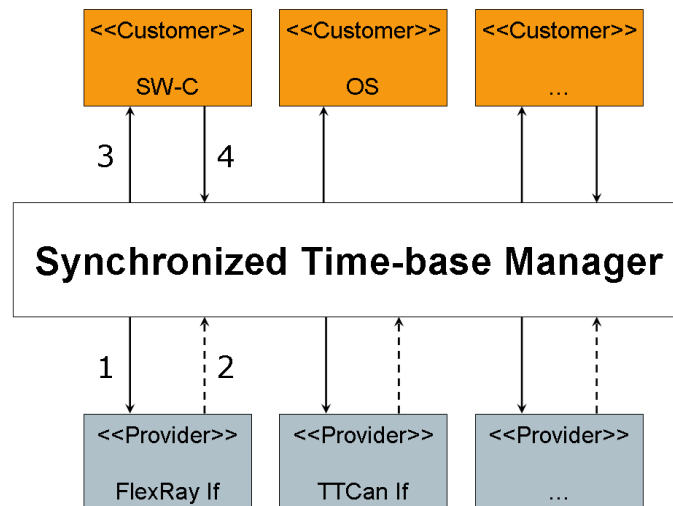 <<Customer>> <<Customer>> <<Customer>>
SW-C OS ...
3 4
Synchronized Time-base Manager
1 2
<<Provider>> <<Provider>> <<Provider>>
FlexRay If TTCan If ...